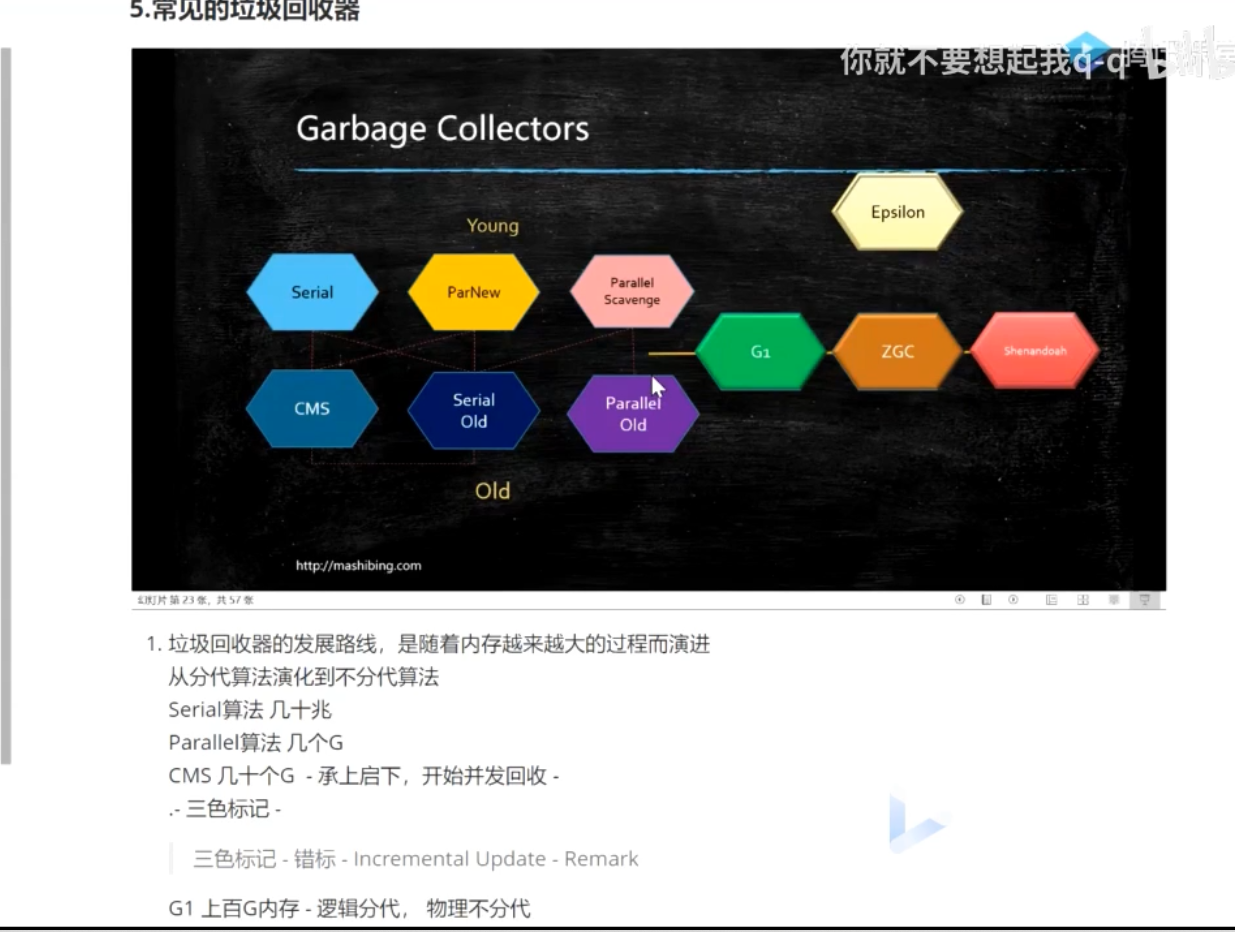 5.常见的垃圾回收器
你就不要想起我q-q
Garbage Collectors
Epsilon
Young
Serial
ParNew
Parallel
Scavenge
G1
ZGC
Shenandoah
CMS
Serial
Old
Parallel
Old
Old
http://mashibing.com
幻灯片 第 23 张，共 57 张
1. 垃圾回收器的发展路线，是随着内存越来越大的过程而演进
从分代算法演化到不分代算法
Serial算法 几十兆
Parallel算法 几个G
CMS 几十个G - 承上启下，开始并发回收 -
.- 三色标记 -
三色标记 - 错标 - Incremental Update - Remark
G1 上百G内存 - 逻辑分代， 物理不分代